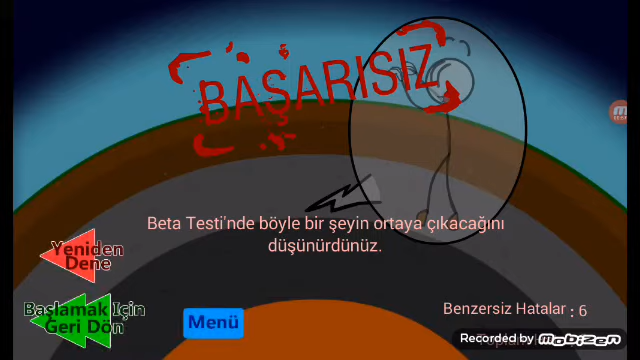 BAŞARISIZ
Beta Testi'nde böyle bir şeyin ortaya çıkacağını
düşünürdünüz.
Yeniden
Dene
Başlamak İçin
Geri Dön
Menü
Benzersiz Hatalar : 6
Recorded by mobizen